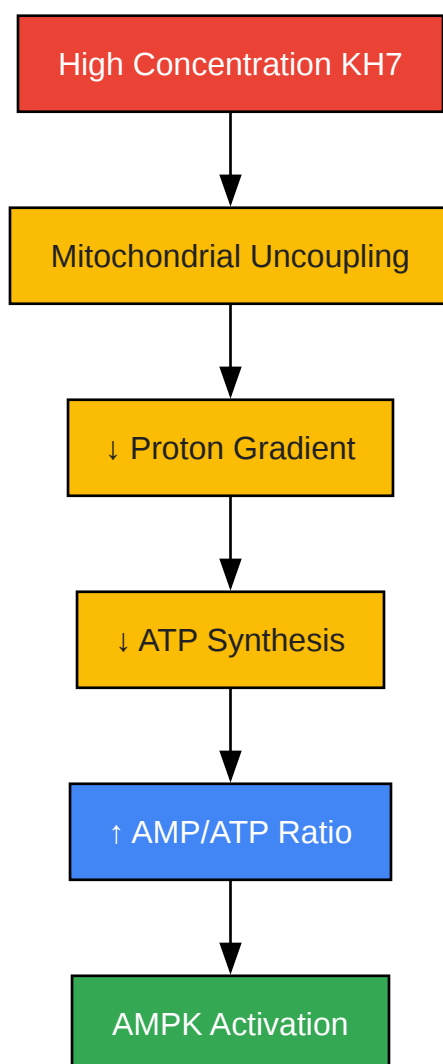 High Concentration KH7
Mitochondrial Uncoupling
↓ Proton Gradient
↓ ATP Synthesis
↑ AMP/ATP Ratio
AMPK Activation